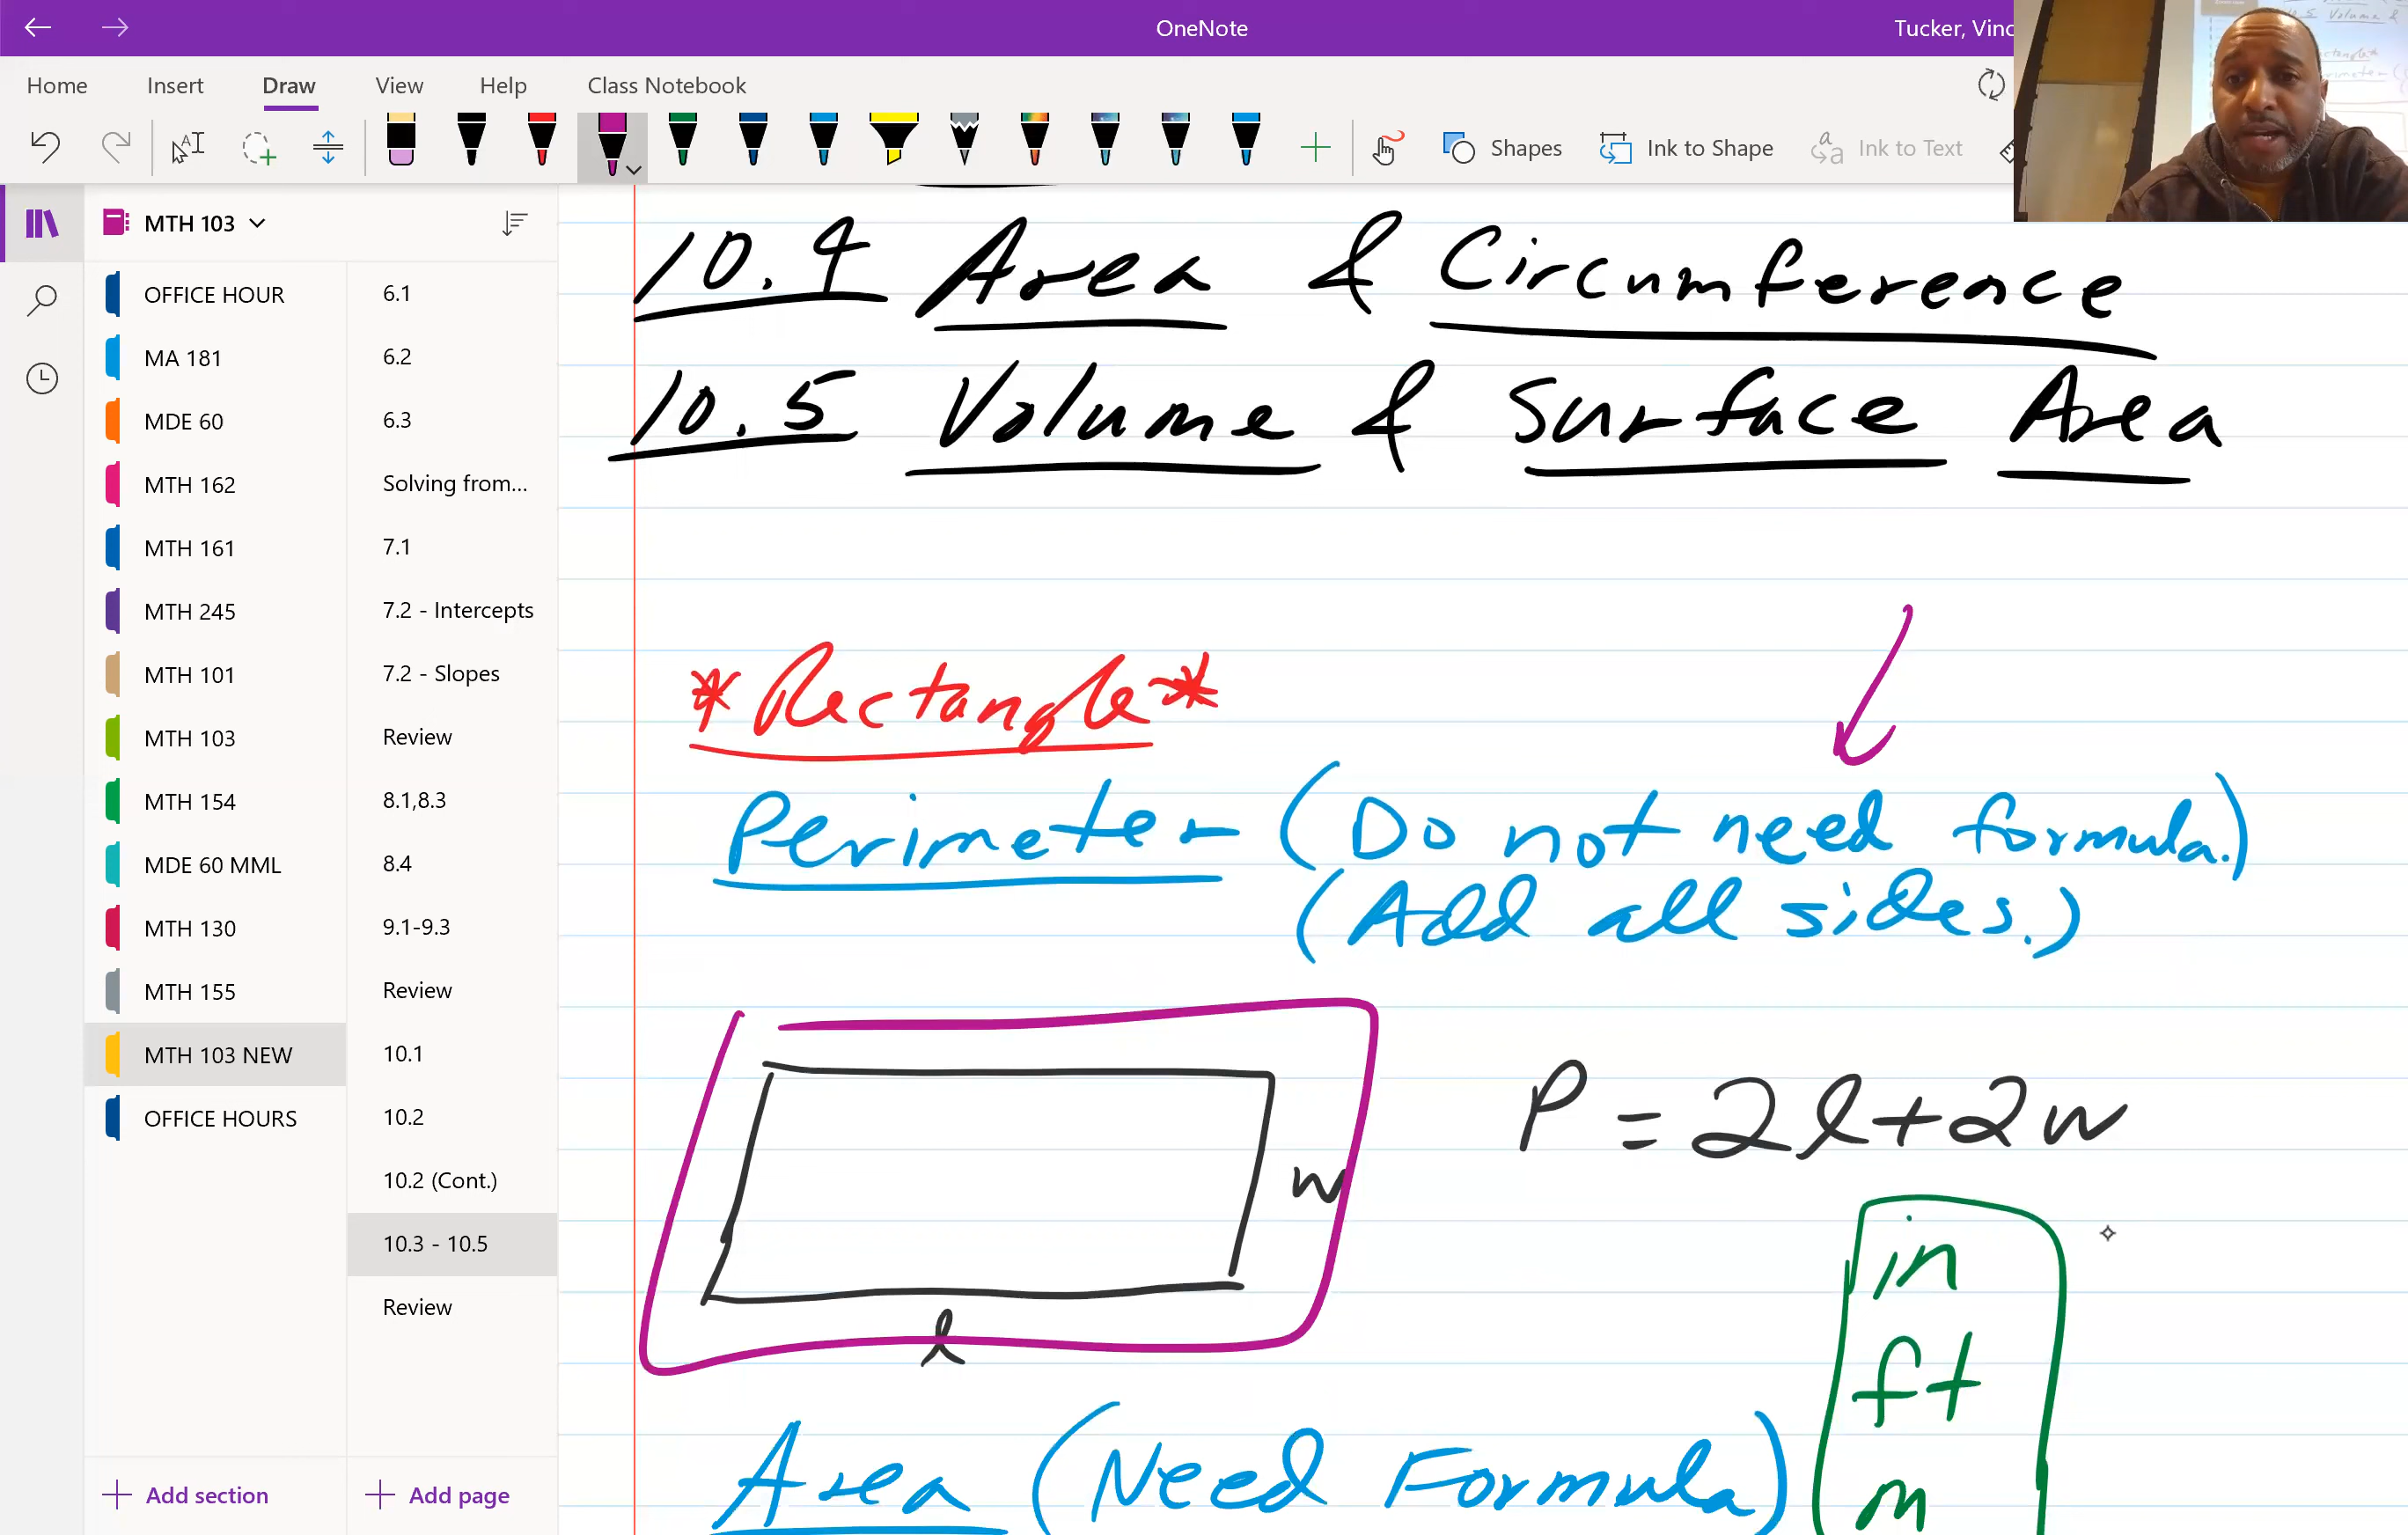 OneNote
Tucker, Vinc
Home Insert Draw View Help Class Notebook
Shapes Ink to Shape Ink to Text
MTH 103
OFFICE HOUR
MA 181
MDE 60
MTH 162
MTH 161
MTH 245
MTH 101
MTH 103
MTH 154
MDE 60 MML
MTH 130
MTH 155
MTH 103 NEW
OFFICE HOURS
Add section
6.1
6.2
6.3
Solving from...
7.1
7.2 - Intercepts
7.2 - Slopes
Review
8.1,8.3
8.4
9.1-9.3
Review
10.1
10.2
10.2 (Cont.)
10.3 - 10.5
Review
Add page
10.4 Area & Circumference
10.5 Volume & Surface Area
*Rectangle*
Perimeter - (Do not need formula.)
(Add all sides.)
w
l
P = 2l+2w
in
ft
m
Area (Need Formula)